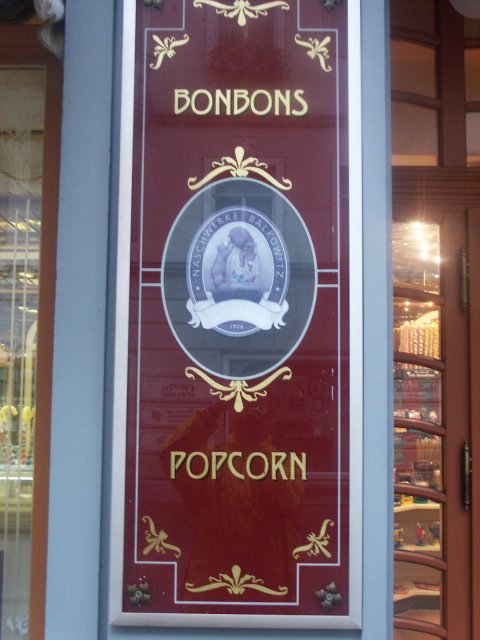 BONBONS
NASCHWERKE BALKOWITZ
1906
POPCORN